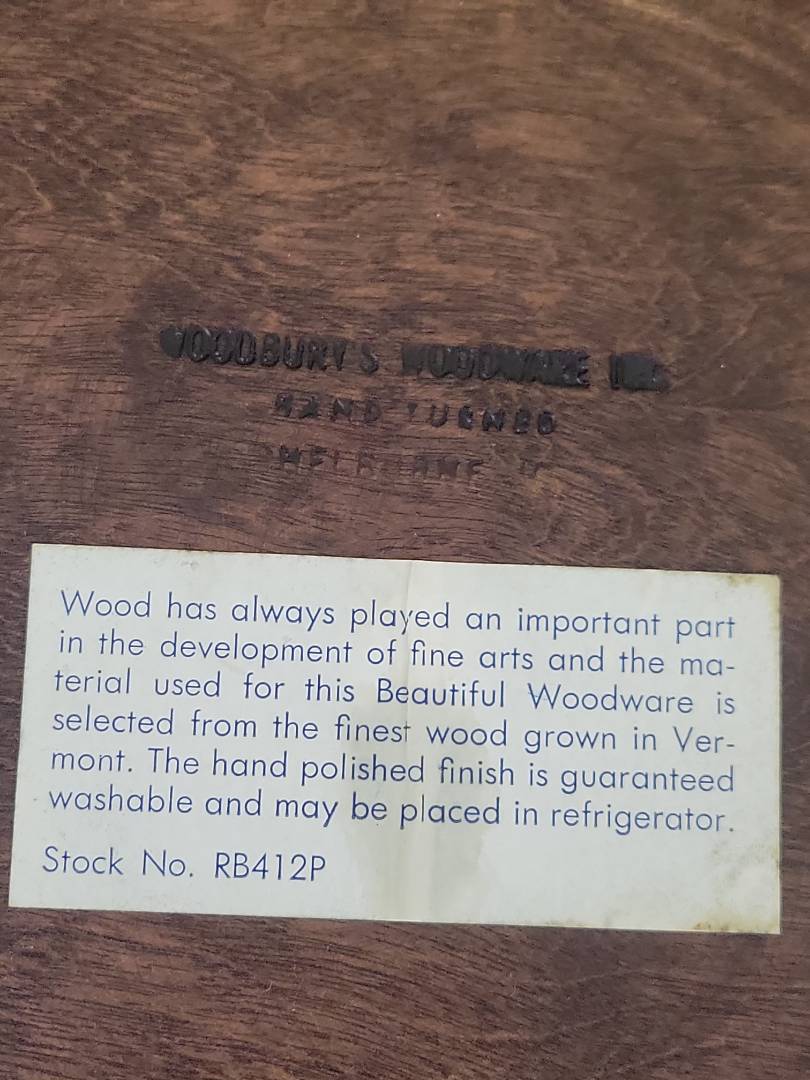 WOODBURY'S WOODWARE INC
HAND TURNED
SHELBURNE
Wood has always played an important part
in the development of fine arts and the ma-
terial used for this Beautiful Woodware is
selected from the finest wood grown in Ver-
mont. The hand polished finish is guaranteed
washable and may be placed in refrigerator.
Stock No. RB412P